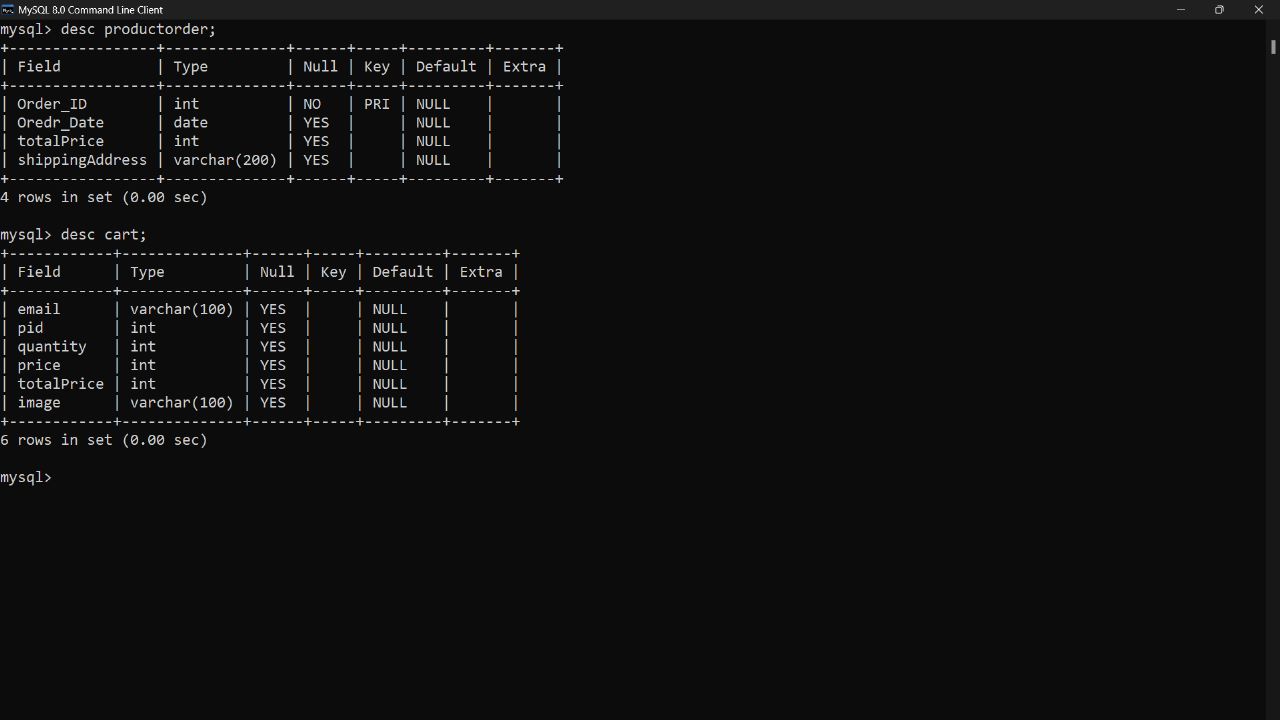 MySQL 8.0 Command Line Client
mysql> desc productorder;
+-----------------+--------------+------+-----+---------+-------+
| Field           | Type         | Null | Key | Default | Extra |
+-----------------+--------------+------+-----+---------+-------+
| Order_ID        | int          | NO   | PRI | NULL    |       |
| Oredr_Date      | date         | YES  |     | NULL    |       |
| totalPrice      | int          | YES  |     | NULL    |       |
| shippingAddress | varchar(200) | YES  |     | NULL    |       |
+-----------------+--------------+------+-----+---------+-------+
4 rows in set (0.00 sec)
mysql> desc cart;
+------------+--------------+------+-----+---------+-------+
| Field      | Type         | Null | Key | Default | Extra |
+------------+--------------+------+-----+---------+-------+
| email      | varchar(100) | YES  |     | NULL    |       |
| pid        | int          | YES  |     | NULL    |       |
| quantity   | int          | YES  |     | NULL    |       |
| price      | int          | YES  |     | NULL    |       |
| totalPrice | int          | YES  |     | NULL    |       |
| image      | varchar(100) | YES  |     | NULL    |       |
+------------+--------------+------+-----+---------+-------+
6 rows in set (0.00 sec)
mysql>